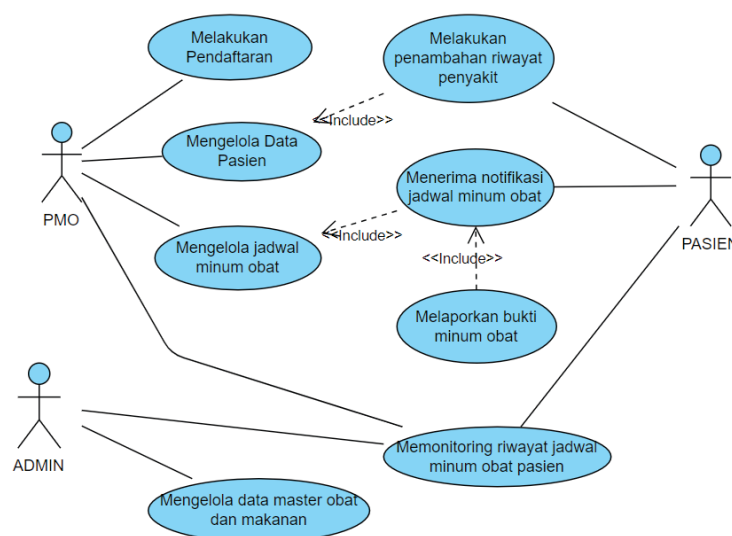 Melakukan
Pendaftaran
Melakukan
penambahan riwayat
penyakit
<<Include>>
Mengelola Data
Pasien
PMO
Menerima notifikasi
jadwal minum obat
PASIEN
Mengelola jadwal
minum obat
<<Include>>
<<Include>>
Melaporkan bukti
minum obat
ADMIN
Memonitoring riwayat jadwal
minum obat pasien
Mengelola data master obat
dan makanan